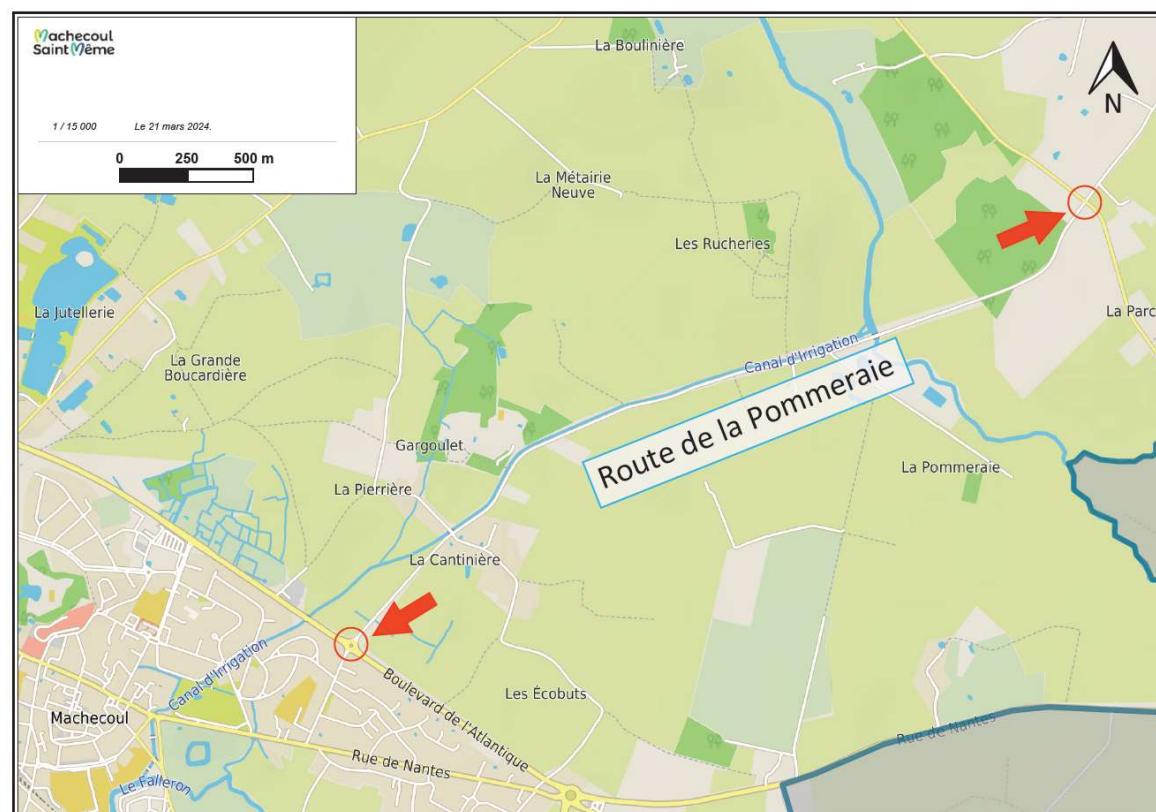 Machecoul
Saint Même
1 / 15 000 Le 21 mars 2024.
0 250 500 m
N
La Boulinière
La Métairie
Neuve
Les Rucheries
La Jutellerie
La Parc
La Grande
Boucardière
Canal d'Irrigation
Route de la Pommeraie
Gargoulet
La Pommeraie
La Pierrière
La Cantinière
Canal d'Irrigation
Boulevard de l'Atlantique
Les Écobuts
Machecoul
Rue de Nantes
Rue de Nantes
Le Falleron